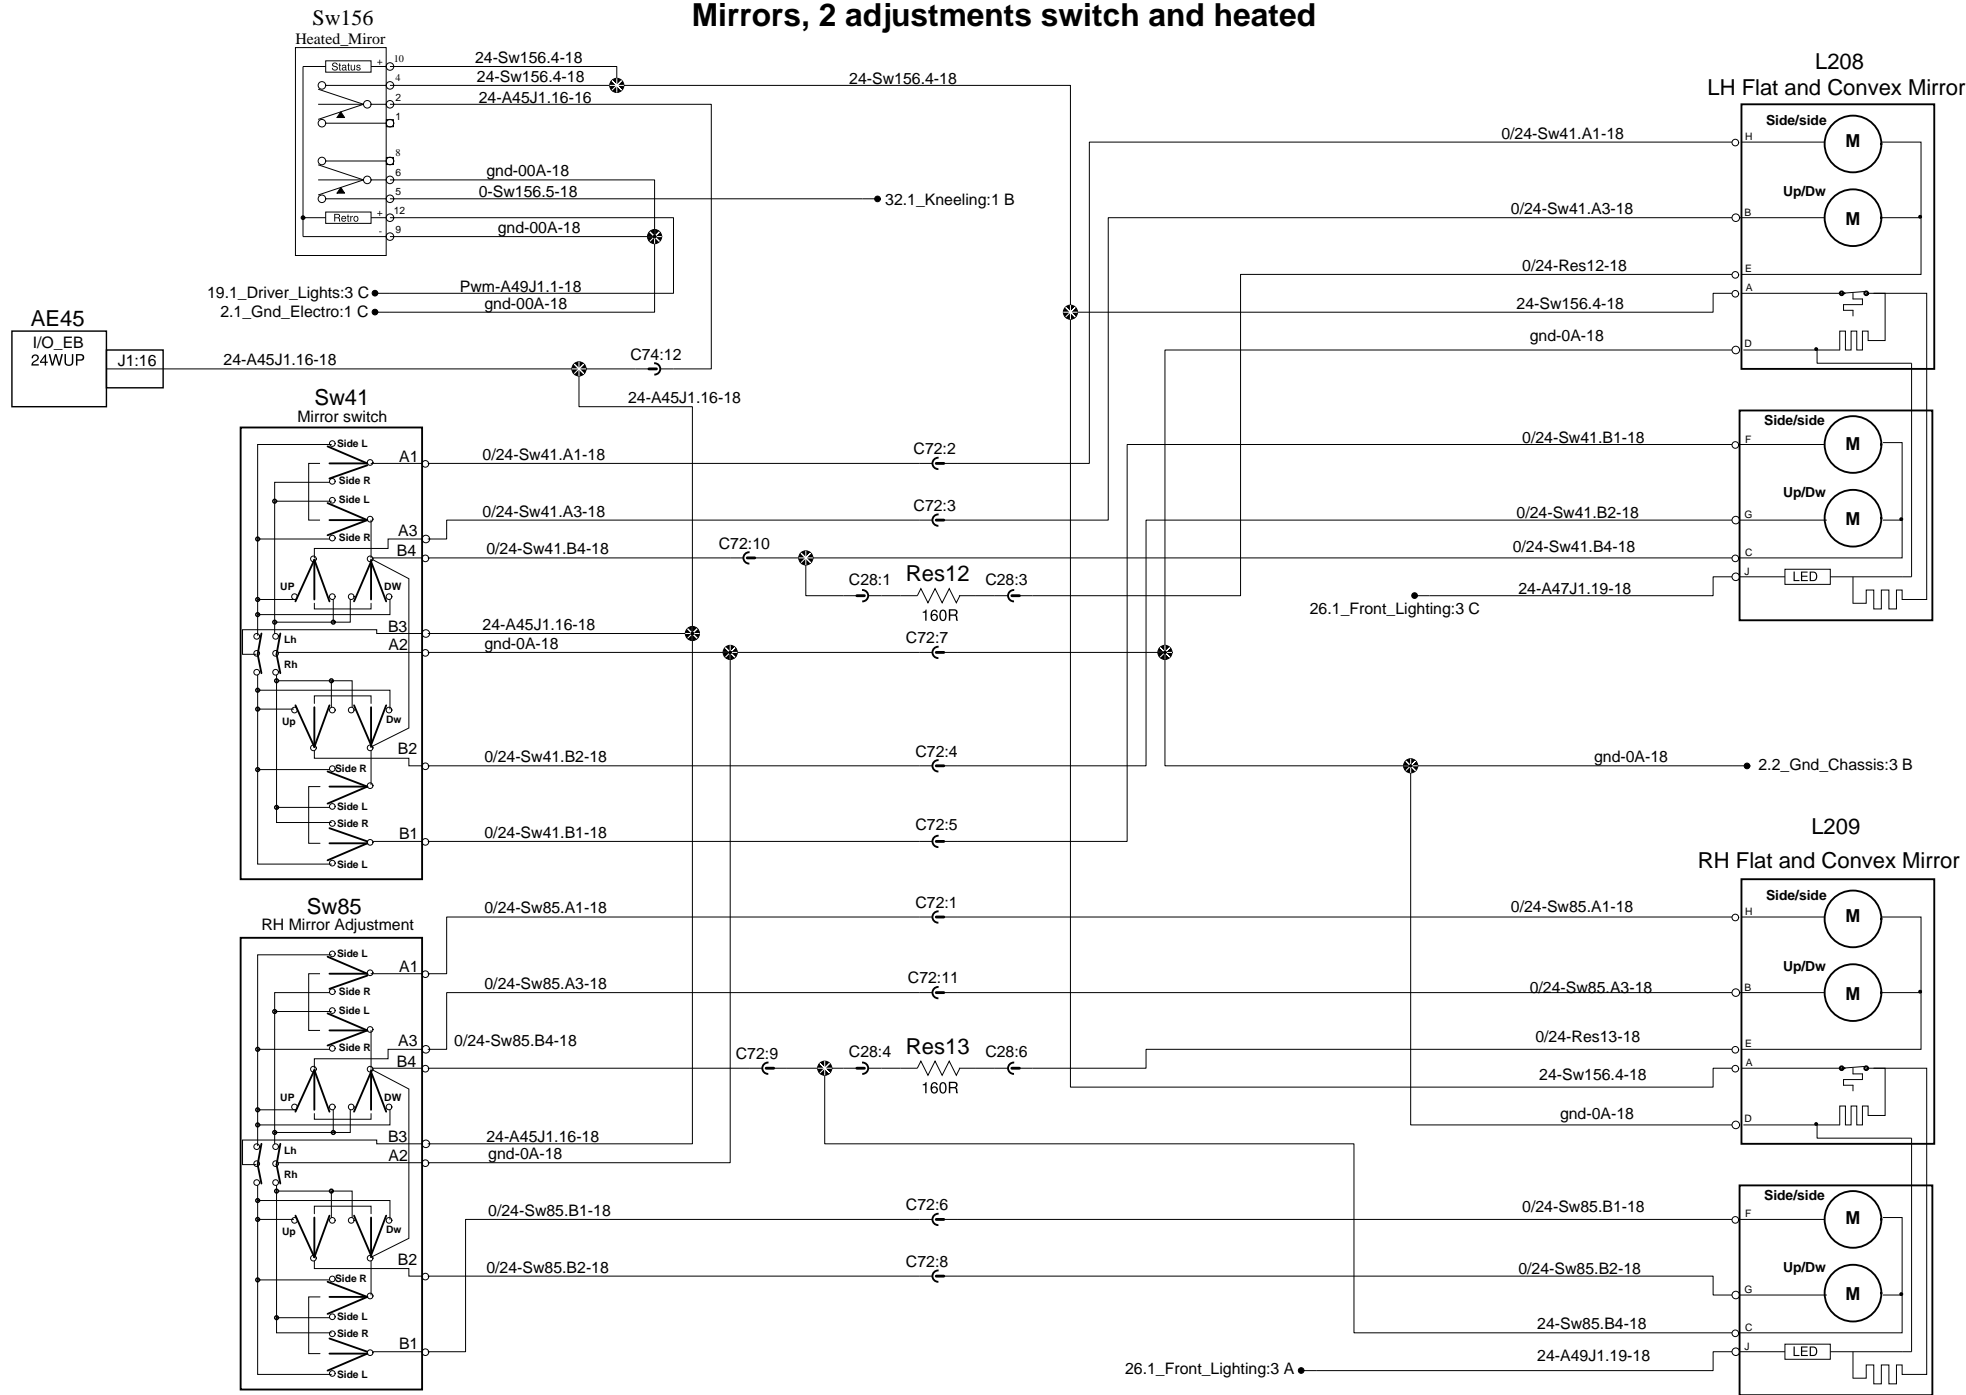 Mirrors, 2 adjustments switch and heated
Sw156
Heated_Miror
Status
+
10
4
2
1
8
6
5
Retro
+
12
-
9
24-Sw156.4-18
24-Sw156.4-18
24-A45J1.16-16
24-Sw156.4-18
gnd-00A-18
0-Sw156.5-18
32.1_Kneeling:1 B
gnd-00A-18
19.1_Driver_Lights:3 C
Pwm-A49J1.1-18
2.1_Gnd_Electro:1 C
gnd-00A-18
AE45
I/O_EB
24WUP
J1:16
24-A45J1.16-18
C74:12
24-A45J1.16-18
Sw41
Mirror switch
Side L
Side R
Side L
Side R
UP
DW
Lh
Rh
Up
Dw
Side R
Side L
Side R
Side L
A1
0/24-Sw41.A1-18
C72:2
A3
0/24-Sw41.A3-18
C72:3
B4
0/24-Sw41.B4-18
C72:10
C28:1
Res12
160R
C28:3
B3
24-A45J1.16-18
A2
gnd-0A-18
C72:7
B2
0/24-Sw41.B2-18
C72:4
B1
0/24-Sw41.B1-18
C72:5
L208
LH Flat and Convex Mirror
0/24-Sw41.A1-18
H
Side/side
M
0/24-Sw41.A3-18
B
Up/Dw
M
0/24-Res12-18
E
24-Sw156.4-18
A
gnd-0A-18
D
0/24-Sw41.B1-18
F
Side/side
M
0/24-Sw41.B2-18
G
Up/Dw
M
0/24-Sw41.B4-18
C
26.1_Front_Lighting:3 C
24-A47J1.19-18
J
LED
gnd-0A-18
2.2_Gnd_Chassis:3 B
Sw85
RH Mirror Adjustment
Side L
Side R
Side L
Side R
UP
DW
Lh
Rh
Up
Dw
Side R
Side L
Side R
Side L
A1
0/24-Sw85.A1-18
C72:1
A3
0/24-Sw85.A3-18
C72:11
B4
0/24-Sw85.B4-18
C72:9
C28:4
Res13
160R
C28:6
B3
24-A45J1.16-18
A2
gnd-0A-18
0/24-Sw85.B1-18
C72:6
B2
0/24-Sw85.B2-18
C72:8
B1
L209
RH Flat and Convex Mirror
0/24-Sw85.A1-18
H
Side/side
M
0/24-Sw85.A3-18
B
Up/Dw
M
0/24-Res13-18
E
24-Sw156.4-18
A
gnd-0A-18
D
0/24-Sw85.B1-18
F
Side/side
M
0/24-Sw85.B2-18
G
Up/Dw
M
24-Sw85.B4-18
C
26.1_Front_Lighting:3 A
24-A49J1.19-18
J
LED